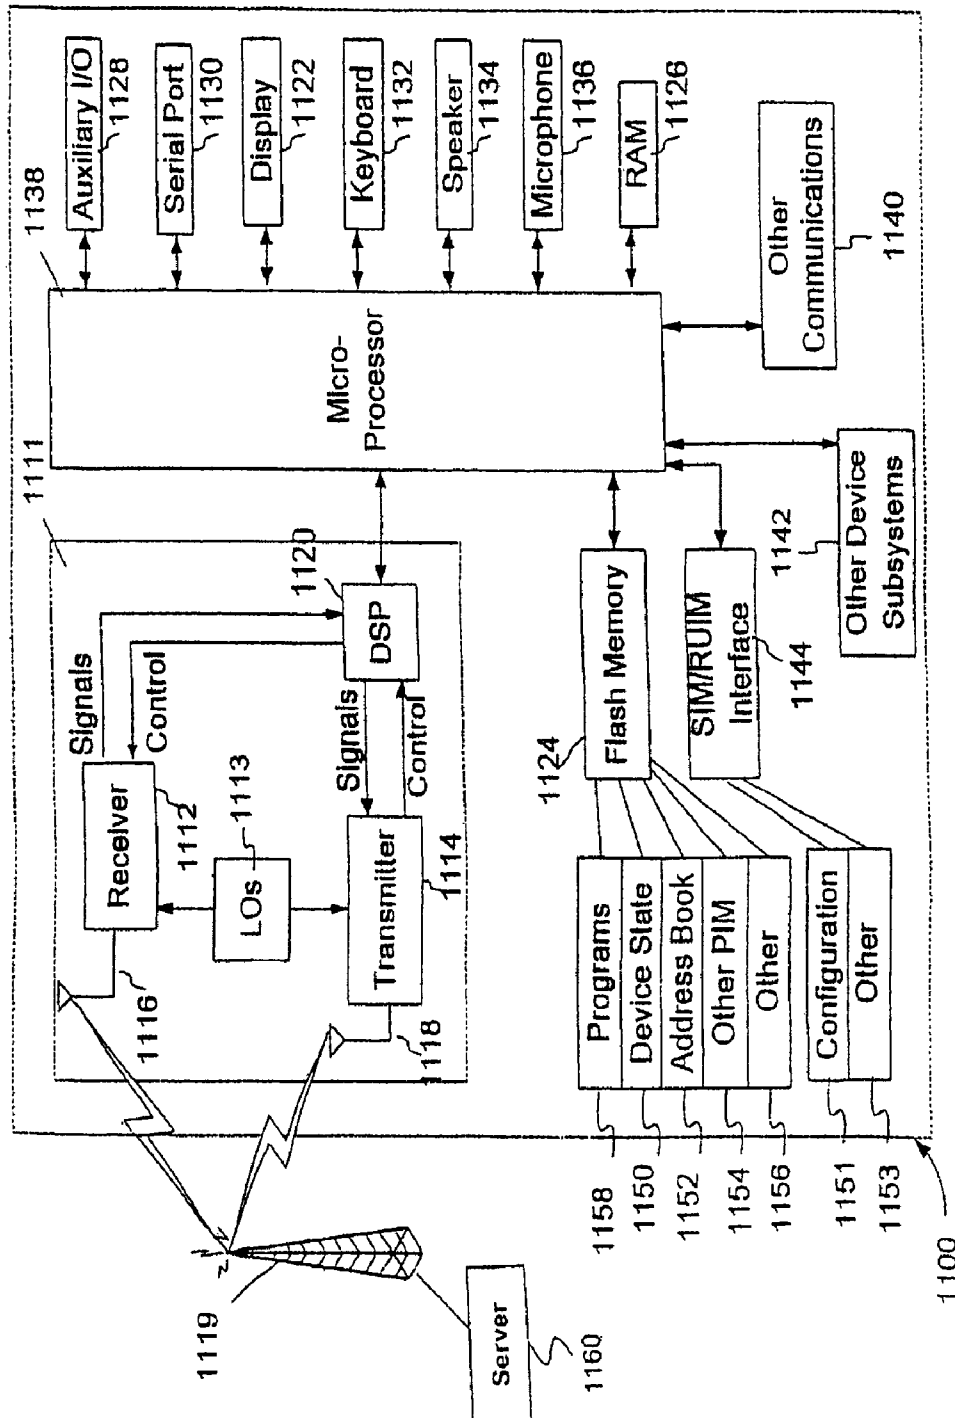 1138
1111
Auxiliary I/O
1128
Serial Port
1130
Display
1122
Keyboard
1132
Speaker
1134
Microphone
1136
RAM
1126
Micro-
Processor
Other
Communications
1140
Other Device
Subsystems
1142
Signals
Control
1120
DSP
Signals
Control
Receiver
1112
1113
LOs
Transmitter
1114
1116
1118
Flash Memory
1124
SIM/RUIM
Interface
1144
Programs
Device State
Address Book
Other PIM
Other
Configuration
Other
1158
1150
1152
1154
1156
1151
1153
1119
Server
1160
1100